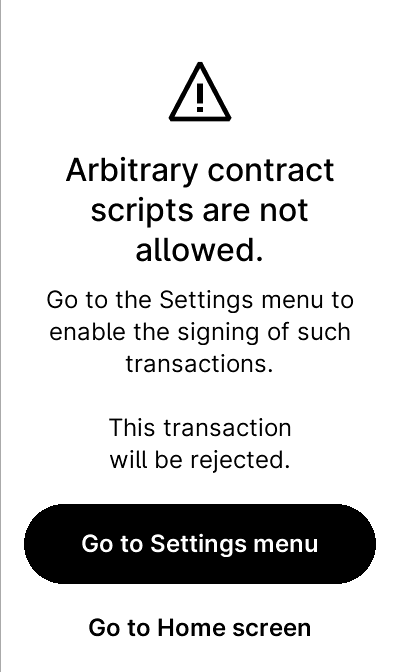 Arbitrary contract
scripts are not
allowed.
Go to the Settings menu to
enable the signing of such
transactions.
This transaction
will be rejected.
Go to Settings menu
Go to Home screen